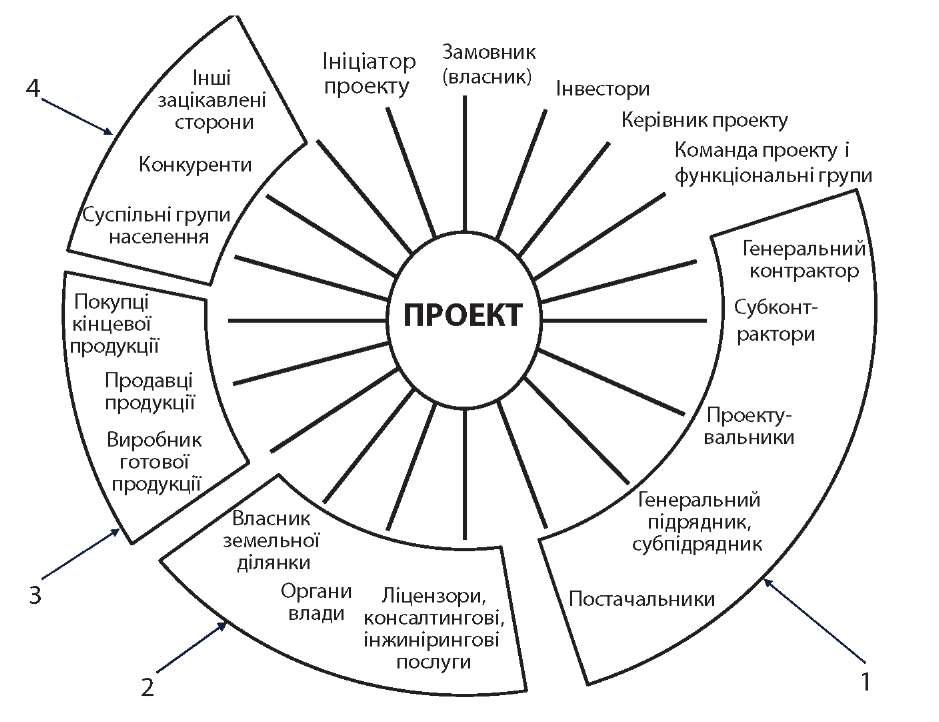 4
Інші
зацікавлені
сторони
Конкуренти
Суспільні групи
населення
Ініціатор
проекту
Замовник
(власник)
Інвестори
Керівник проекту
Команда проекту і
функціональні групи
Генеральний
контрактор
Субконт-
рактори
Проекту-
вальники
Генеральний
підрядник,
субпідрядник
Постачальники
1
ПРОЕКТ
Покупці
кінцевої
продукції
Продавці
продукції
Виробник
готової
продукції
3
Власник
земельної
ділянки
Органи
влади
Ліцензори,
консалтингові,
інжинірингові
послуги
2